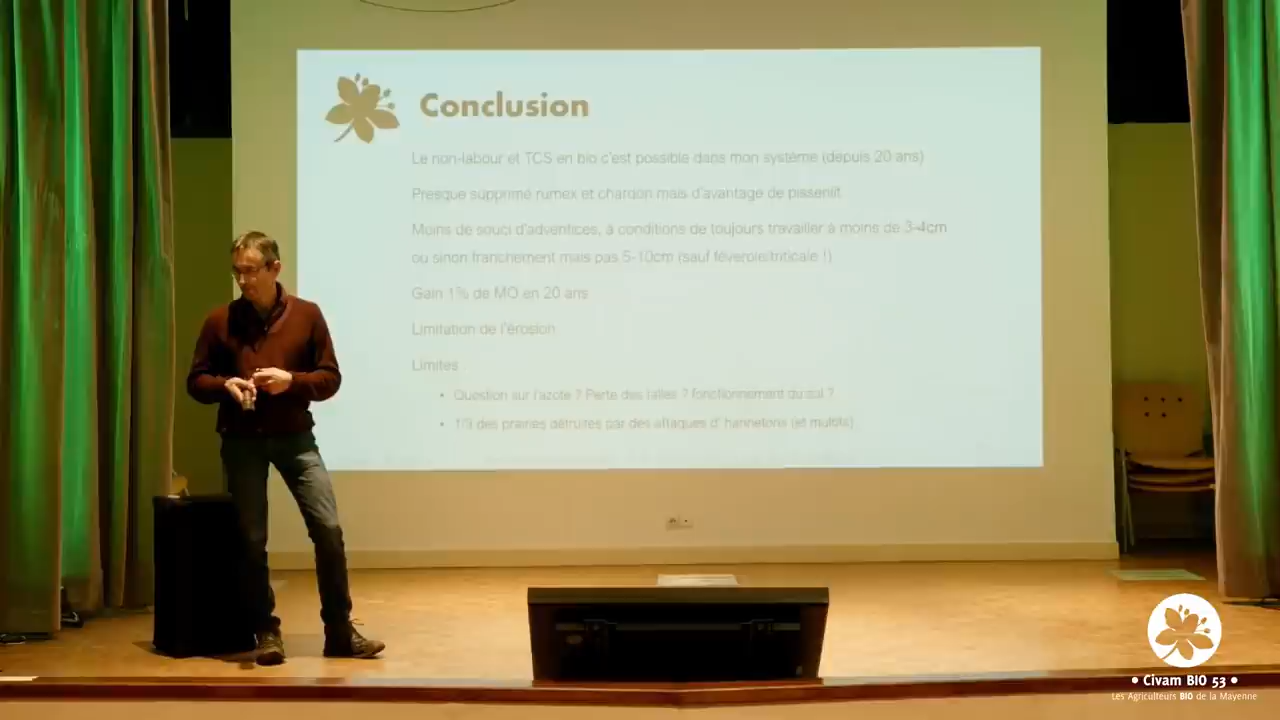 Conclusion
Le non-labour et TCS en bio c'est possible dans mon système (depuis 20 ans)
Presque supprimé rumex et chardon mais d'avantage de pissenlit
Moins de souci d'adventices, à conditions de toujours travailler à moins de 3-4cm
ou sinon franchement mais pas 5-10cm (sauf féverole/triticale !)
Gain 1% de MO en 20 ans
Limitation de l'érosion
Limites :
• Question sur l'azote ? Perte des talles ? fonctionnement du sol ?
• 1/3 des prairies détruites par des attaques d' hannetons (et mulots)
• Civam BIO 53 •
Les Agriculteurs BIO de la Mayenne